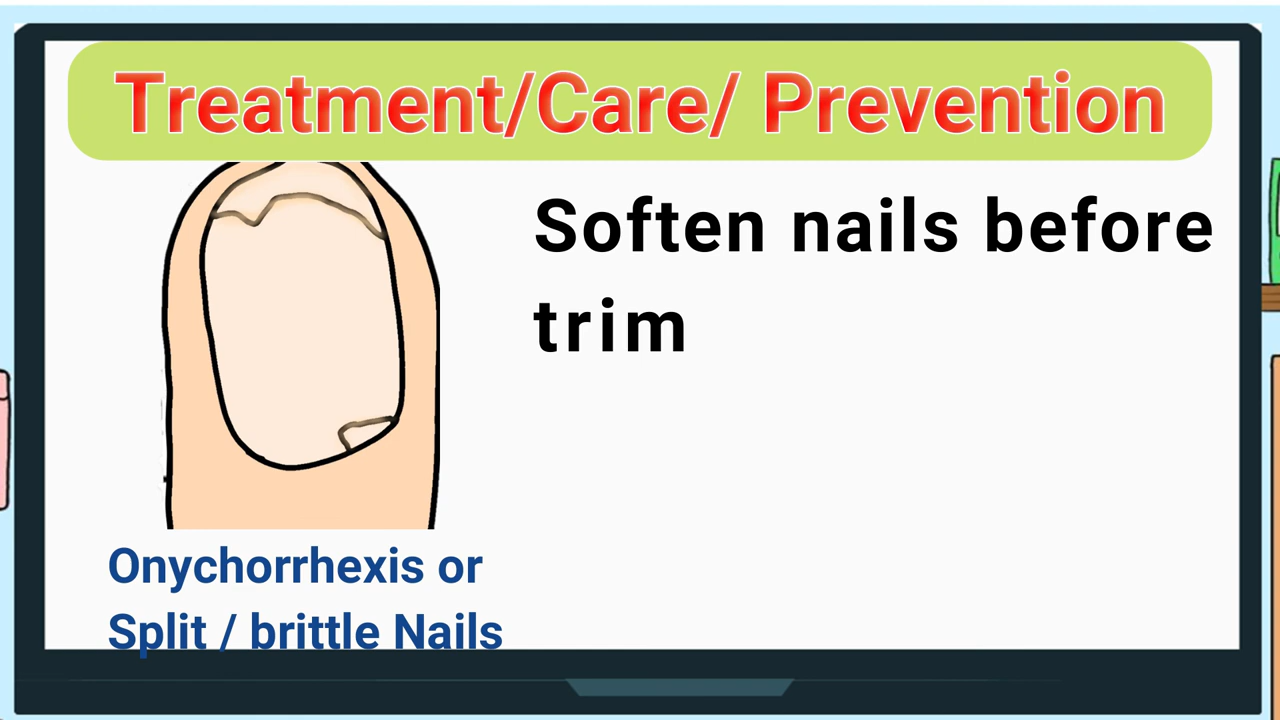 Treatment/Care/ Prevention
Soften nails before
trim
Onychorrhexis or
Split / brittle Nails